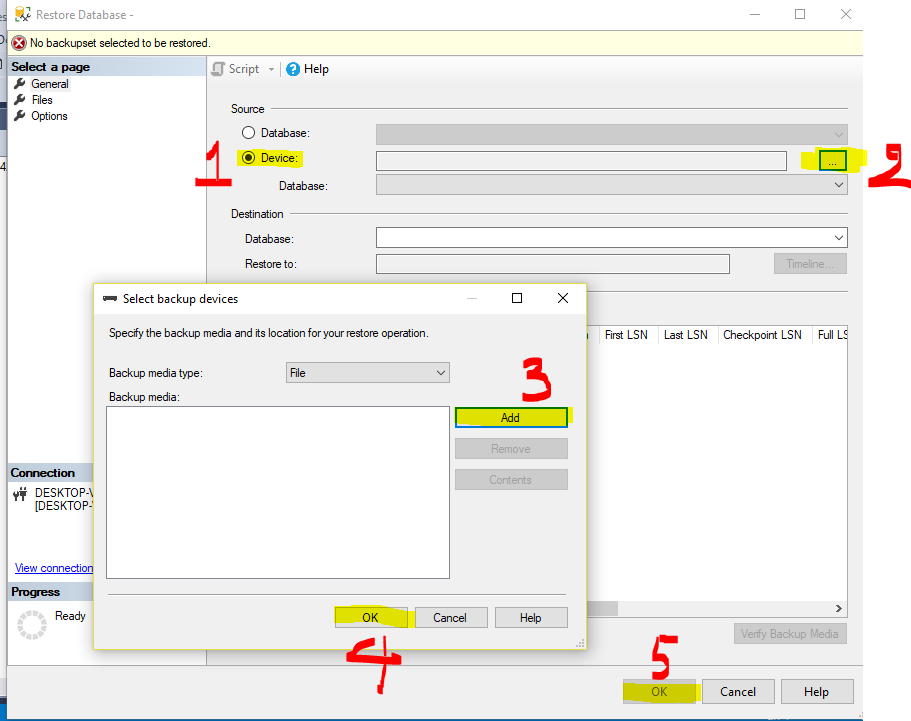 Restore Database -
No backupset selected to be restored.
Select a page
General
Files
Options
Script
Help
Source
Database:
1
Device:
...
2
Database:
Destination
Database:
Restore to:
Timeline...
First LSN Last LSN Checkpoint LSN Full LS
Select backup devices
Specify the backup media and its location for your restore operation.
Backup media type:
File
3
Backup media:
Add
Remove
Contents
OK
Cancel
Help
4
Connection
DESKTOP-V
[DESKTOP-
View connection
Progress
Ready
Verify Backup Media
5
OK
Cancel
Help